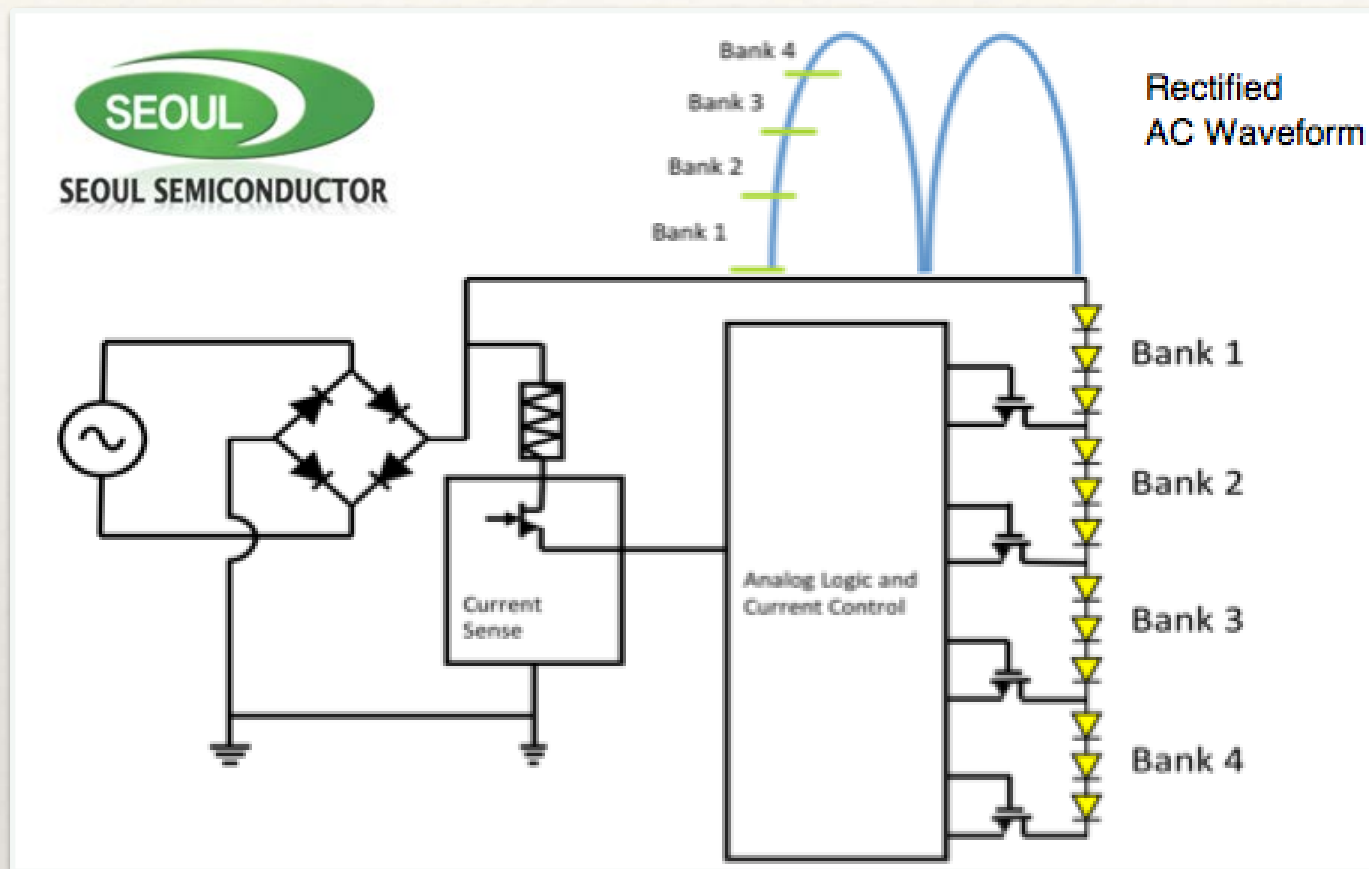 SEOUL
SEOUL SEMICONDUCTOR
Bank 4
Bank 3
Bank 2
Bank 1
Rectified
AC Waveform
Bank 1
Bank 2
Bank 3
Bank 4
Current
Sense
Analog Logic and
Current Control